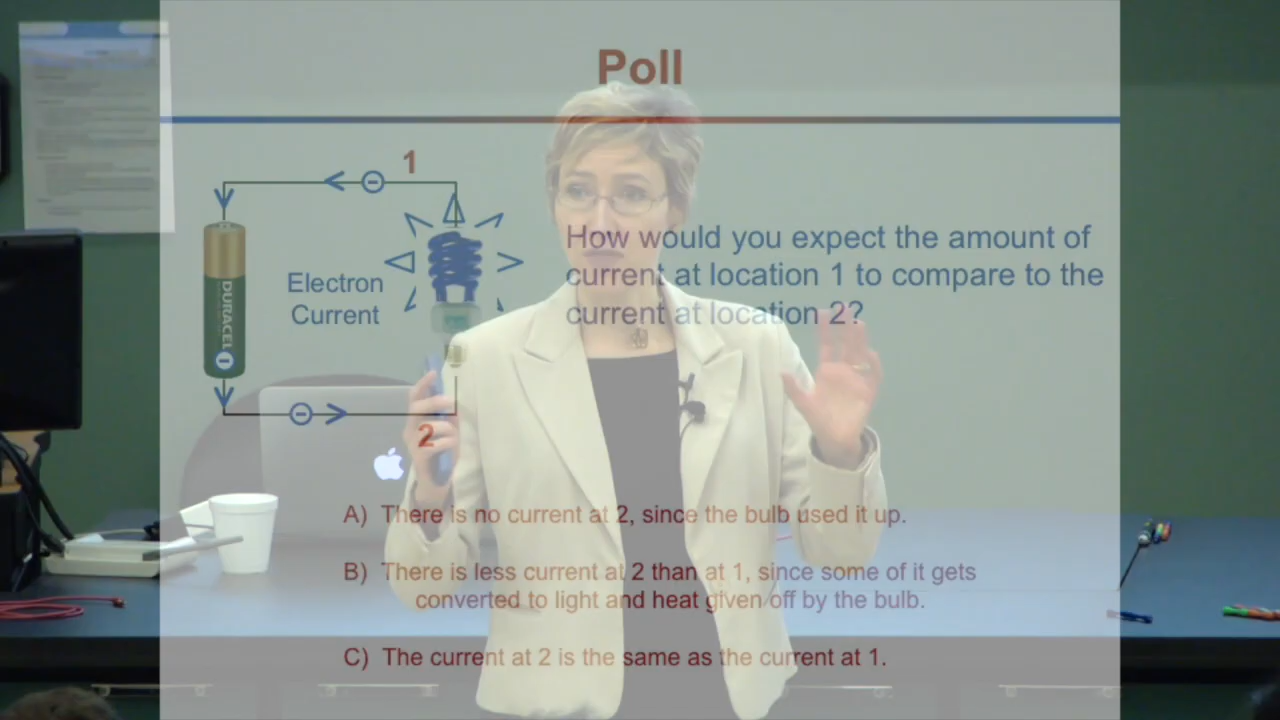 Poll
1
Electron
Current
DURACEL
2
How would you expect the amount of
current at location 1 to compare to the
current at location 2?
A) There is no current at 2, since the bulb used it up.
B) There is less current at 2 than at 1, since some of it gets
converted to light and heat given off by the bulb.
C) The current at 2 is the same as the current at 1.